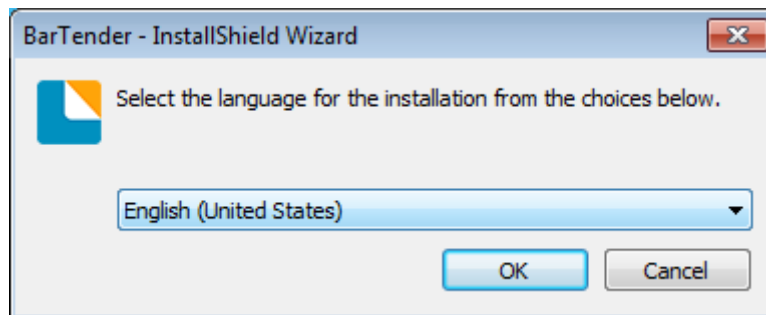 BarTender - InstallShield Wizard
Select the language for the installation from the choices below.
English (United States)
OK
Cancel